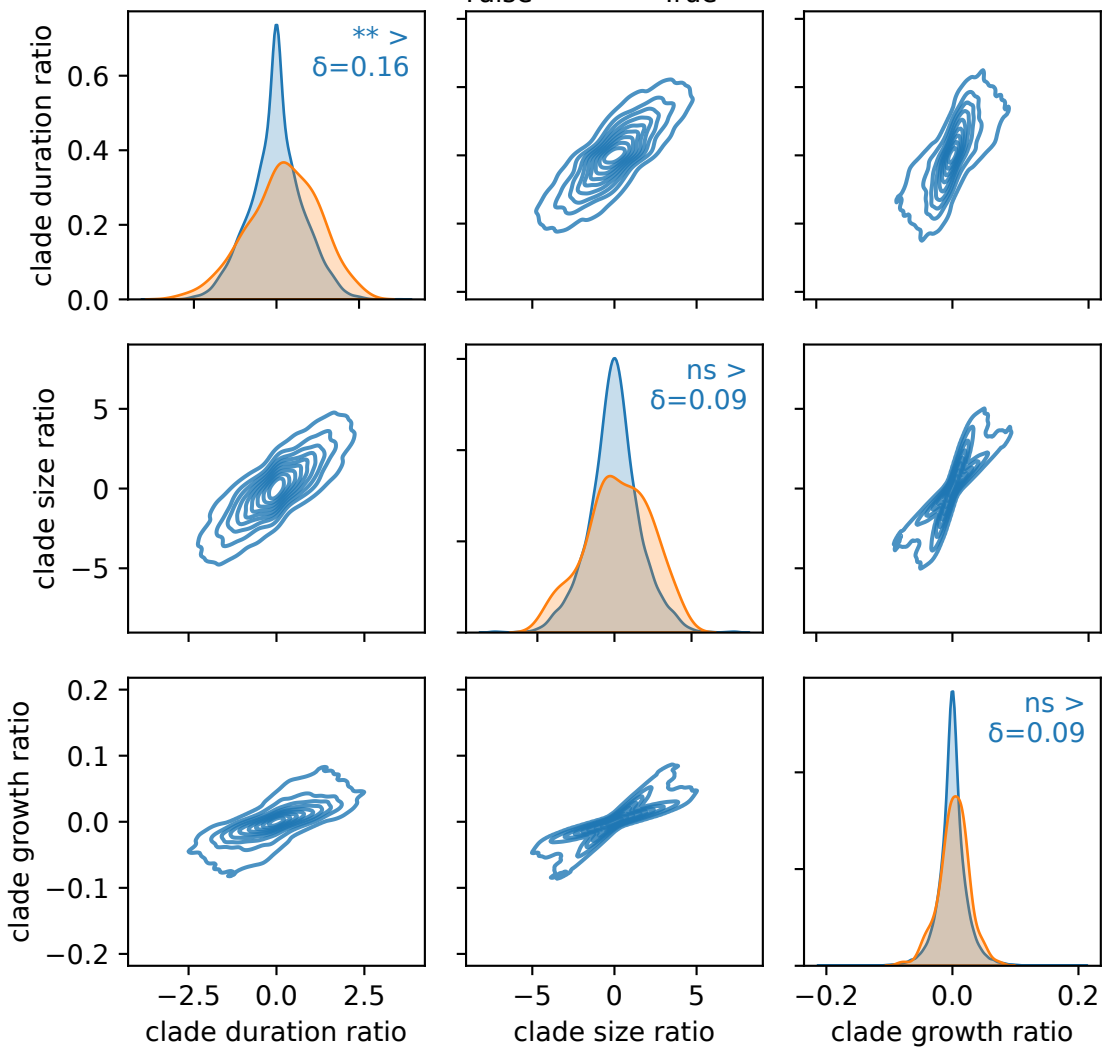 False True
clade duration ratio
0.6
0.4
0.2
0.0
** >
δ=0.16
clade size ratio
5
0
−5
ns >
δ=0.09
clade growth ratio
0.2
0.1
0.0
−0.1
−0.2
ns >
δ=0.09
−2.5 0.0 2.5
−5 0 5
−0.2 0.0 0.2
clade duration ratio
clade size ratio
clade growth ratio